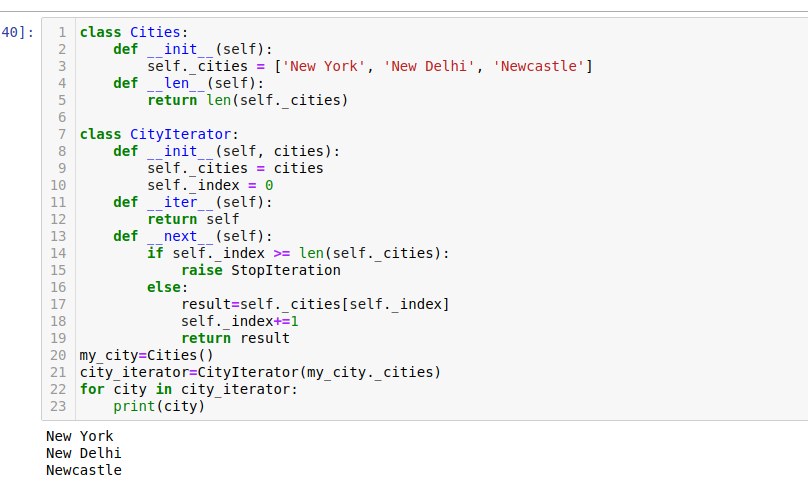 40]:
1 class Cities:
2     def __init__(self):
3         self._cities = ['New York', 'New Delhi', 'Newcastle']
4     def __len__(self):
5         return len(self._cities)
6
7 class CityIterator:
8     def __init__(self, cities):
9         self._cities = cities
10         self._index = 0
11     def __iter__(self):
12         return self
13     def __next__(self):
14         if self._index >= len(self._cities):
15             raise StopIteration
16         else:
17             result=self._cities[self._index]
18             self._index+=1
19             return result
20 my_city=Cities()
21 city_iterator=CityIterator(my_city._cities)
22 for city in city_iterator:
23     print(city)
New York
New Delhi
Newcastle